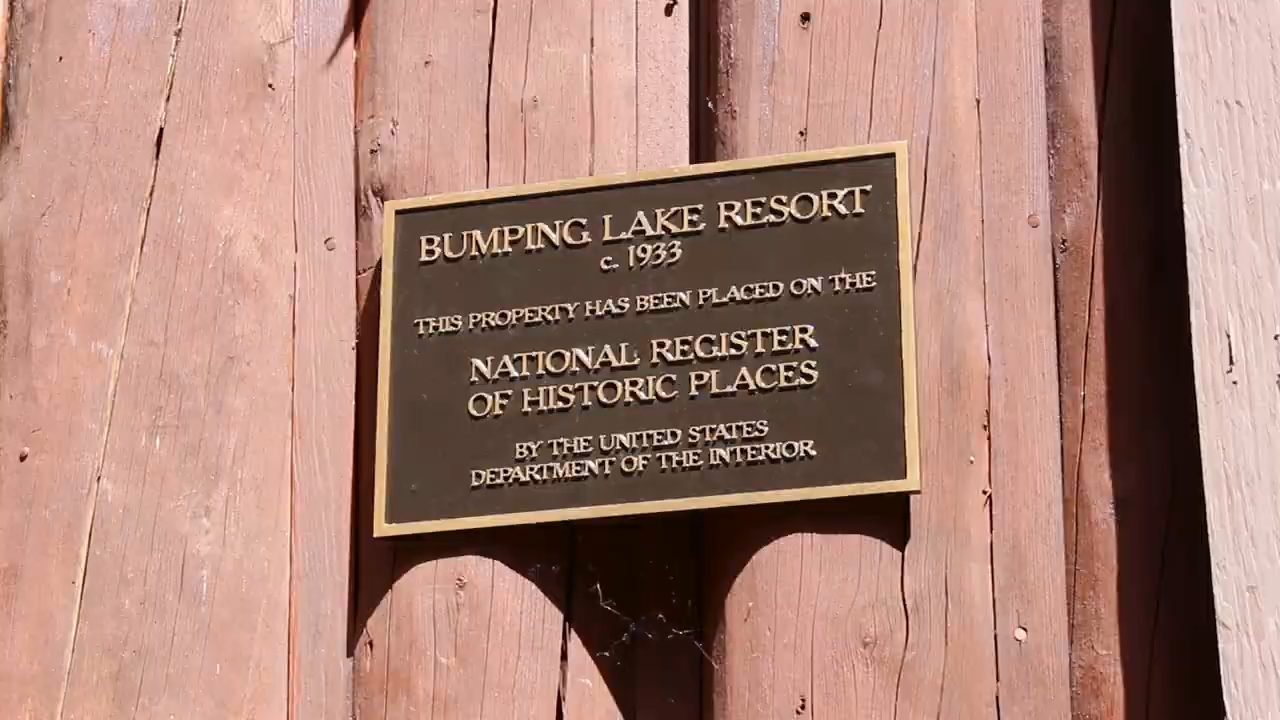 BUMPING LAKE RESORT
c. 1933
THIS PROPERTY HAS BEEN PLACED ON THE
NATIONAL REGISTER
OF HISTORIC PLACES
BY THE UNITED STATES
DEPARTMENT OF THE INTERIOR